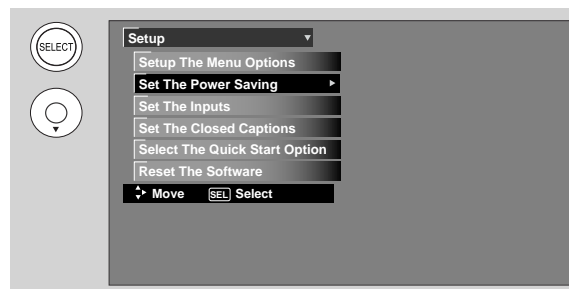 SELECT
Setup
Setup The Menu Options
Set The Power Saving
Set The Inputs
Set The Closed Captions
Select The Quick Start Option
Reset The Software
Move SEL Select